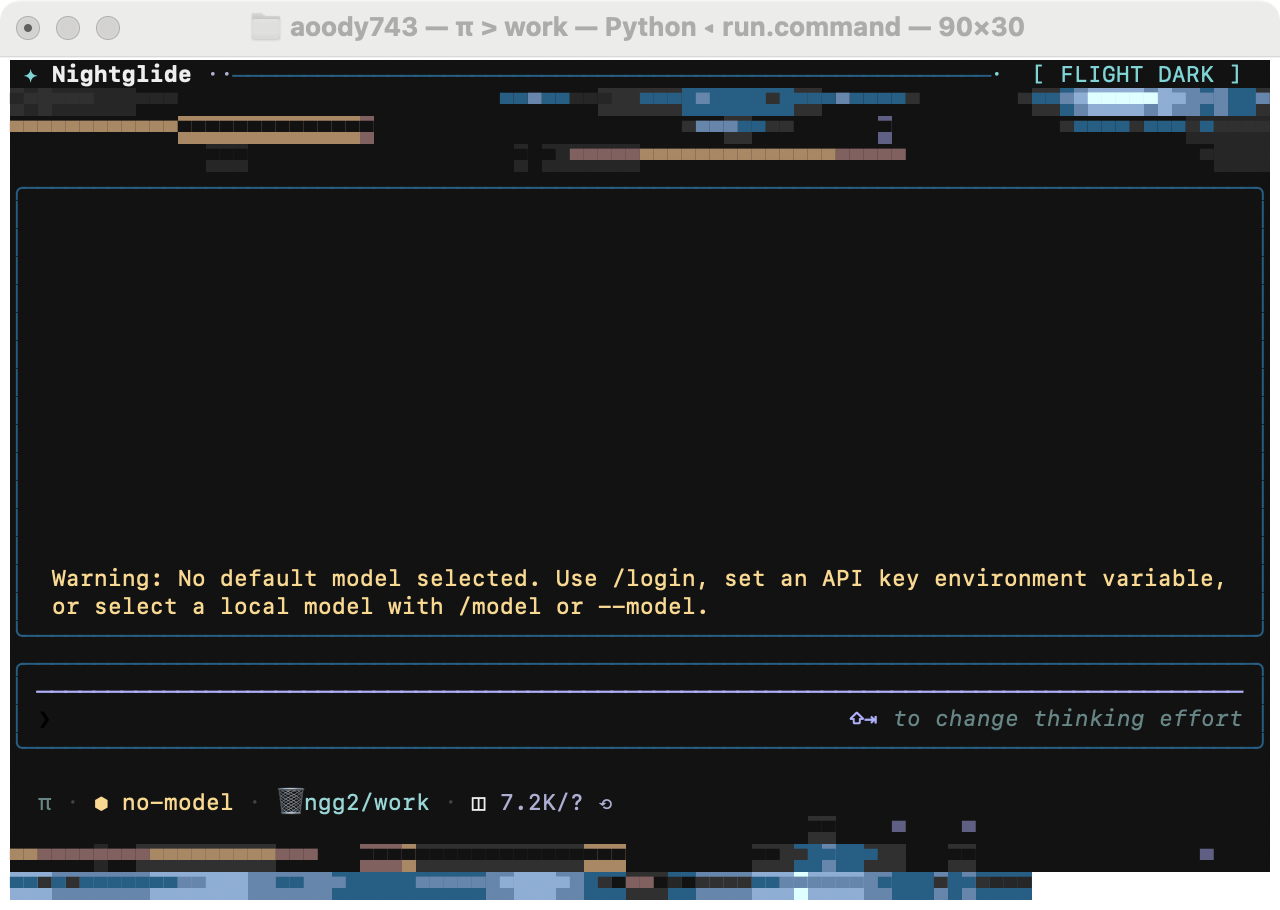 aoody743 — π > work — Python ◂ run.command — 90×30
✦ Nightglide [ FLIGHT DARK ]
Warning: No default model selected. Use /login, set an API key environment variable,
or select a local model with /model or --model.
❯ ⇧⇥ to change thinking effort
π · ⬢ no-model · 🗑ngg2/work · ◫ 7.2K/? ⟲